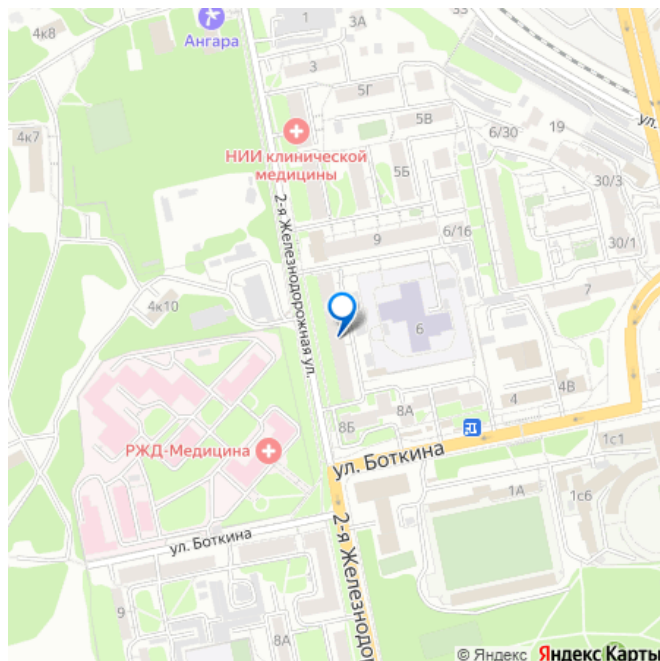 4к8
Ангара
1
3А
33
3
5Г
5В
6/30
19
ул.
4к7
НИИ клинической
медицины
5Б
30/3
2-я Железнодорожная ул.
9
6/16
30/1
7
4к10
6
4
4В
8А
8Б
РЖД-Медицина
ул. Боткина
1с1
1А
1с6
ул. Боткина
2-я Железнодор
9
8А
© Яндекс Яндекс Карты